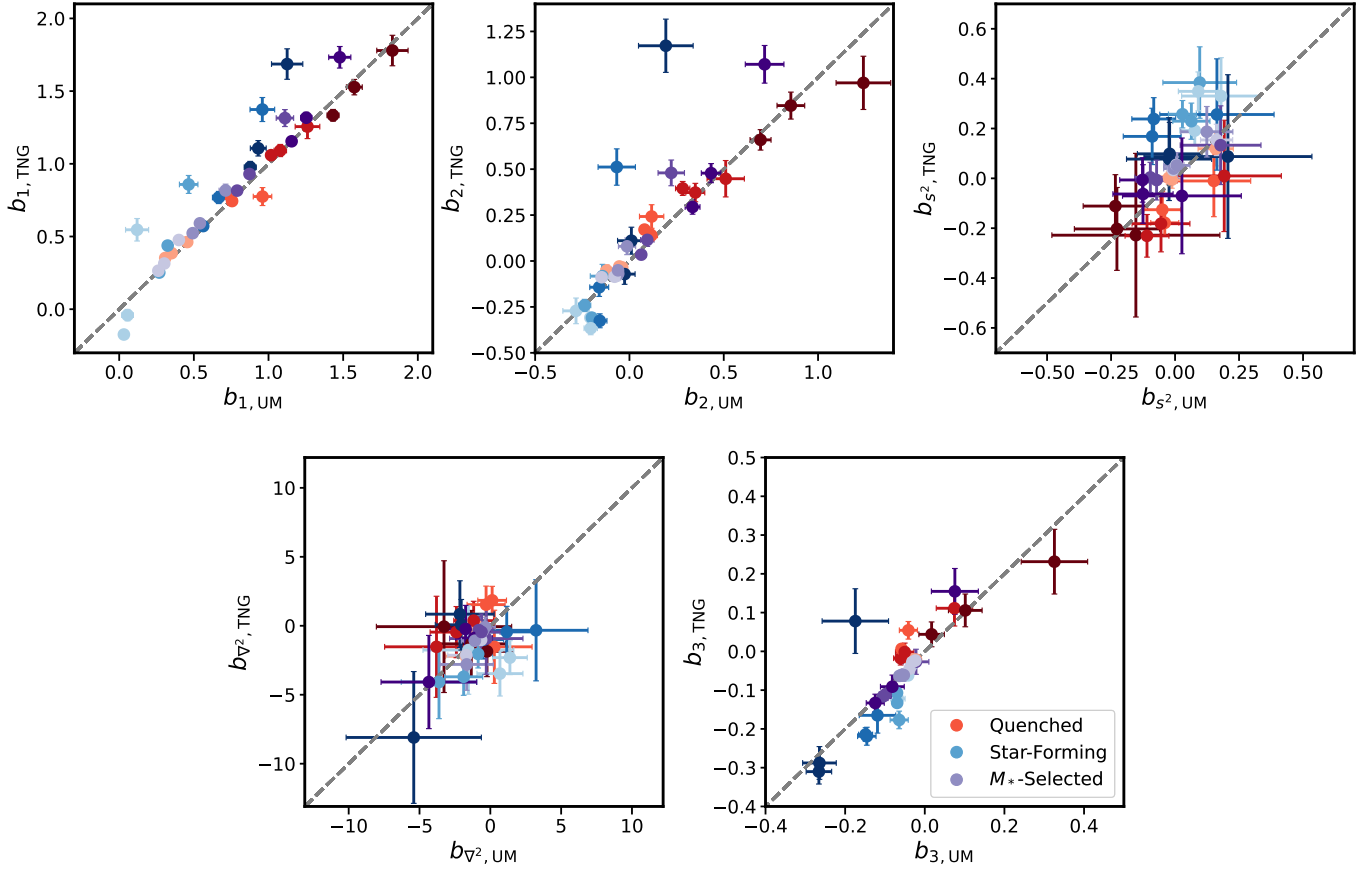 2.0
1.5
1.0
0.5
0.0
b1, TNG
0.0 0.5 1.0 1.5 2.0
b1, UM
1.25
1.00
0.75
0.50
0.25
0.00
−0.25
−0.50
b2, TNG
−0.5 0.0 0.5 1.0
b2, UM
0.6
0.4
0.2
0.0
−0.2
−0.4
−0.6
bs2, TNG
−0.50 −0.25 0.00 0.25 0.50
bs2, UM
10
5
0
−5
−10
b∇2, TNG
−10 −5 0 5 10
b∇2, UM
0.5
0.4
0.3
0.2
0.1
0.0
−0.1
−0.2
−0.3
−0.4
b3, TNG
−0.4 −0.2 0.0 0.2 0.4
b3, UM
Quenched
Star-Forming
M*-Selected